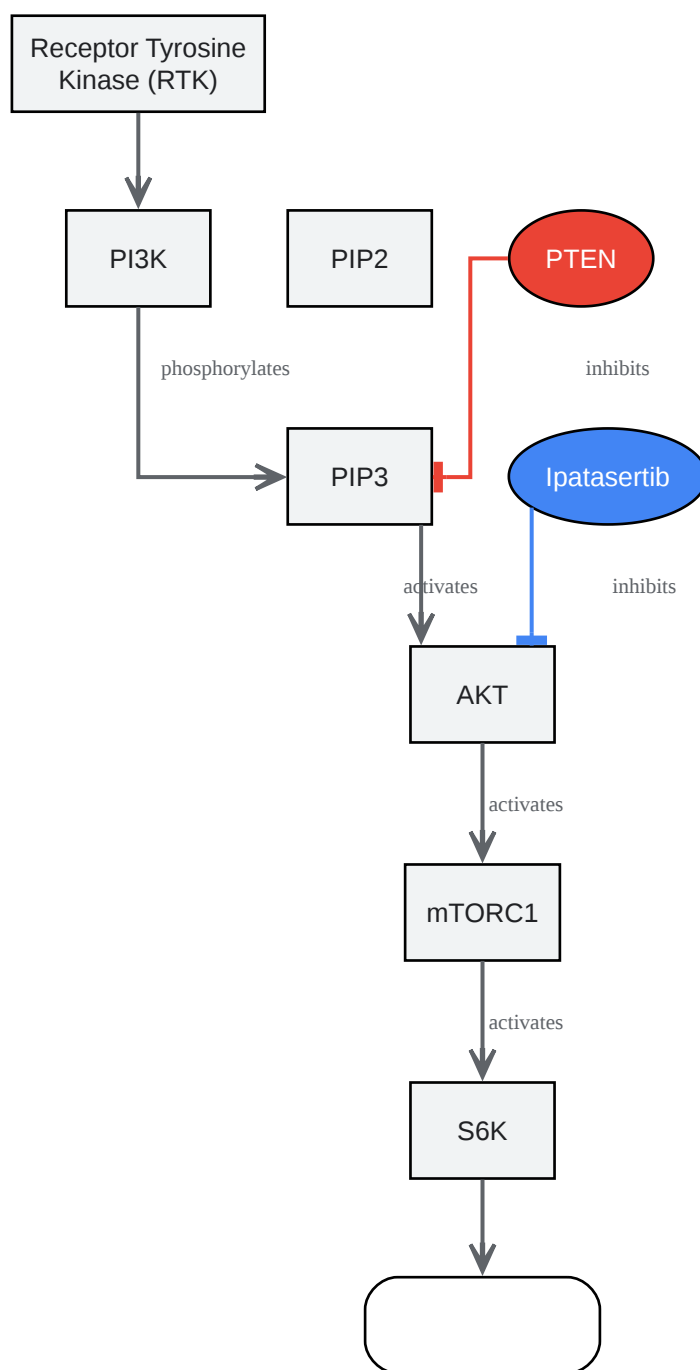 Receptor Tyrosine
Kinase (RTK)
PI3K
PIP2
PTEN
phosphorylates
inhibits
PIP3
Ipatasertib
activates
inhibits
AKT
activates
mTORC1
activates
S6K